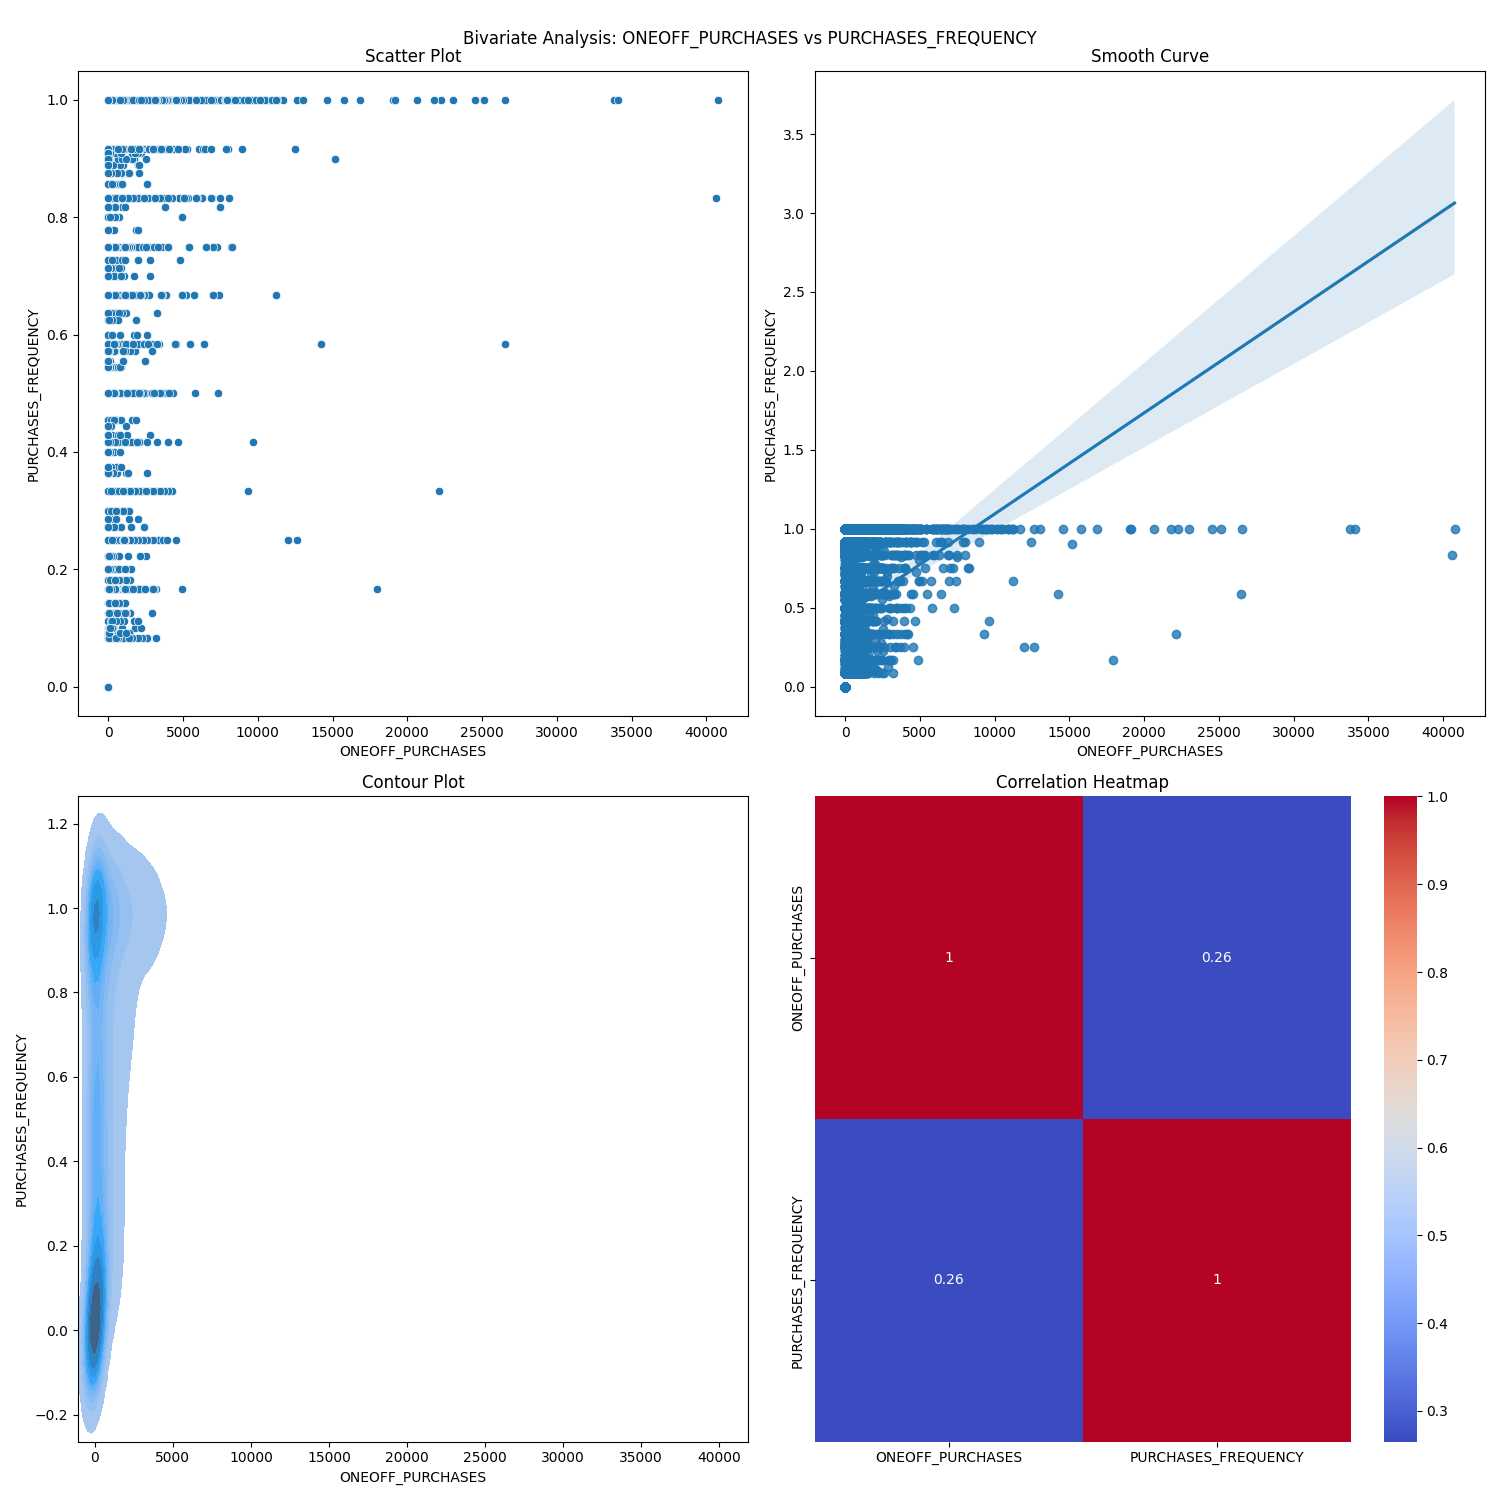 Bivariate Analysis: ONEOFF_PURCHASES vs PURCHASES_FREQUENCY
Scatter Plot
1.0
0.8
0.6
0.4
0.2
0.0
PURCHASES_FREQUENCY
0 5000 10000 15000 20000 25000 30000 35000 40000
ONEOFF_PURCHASES
Smooth Curve
3.5
3.0
2.5
2.0
1.5
1.0
0.5
0.0
PURCHASES_FREQUENCY
0 5000 10000 15000 20000 25000 30000 35000 40000
ONEOFF_PURCHASES
Contour Plot
1.2
1.0
0.8
0.6
0.4
0.2
0.0
−0.2
PURCHASES_FREQUENCY
0 5000 10000 15000 20000 25000 30000 35000 40000
ONEOFF_PURCHASES
Correlation Heatmap
ONEOFF_PURCHASES
1 0.26
PURCHASES_FREQUENCY
0.26 1
ONEOFF_PURCHASES PURCHASES_FREQUENCY
1.0
0.9
0.8
0.7
0.6
0.5
0.4
0.3